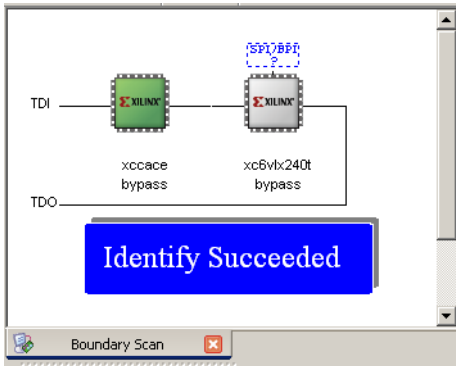 SPI/BPI
?
TDI
XILINX
XILINX
xccace
xc6vlx240t
bypass
bypass
TDO
Identify Succeeded
Boundary Scan